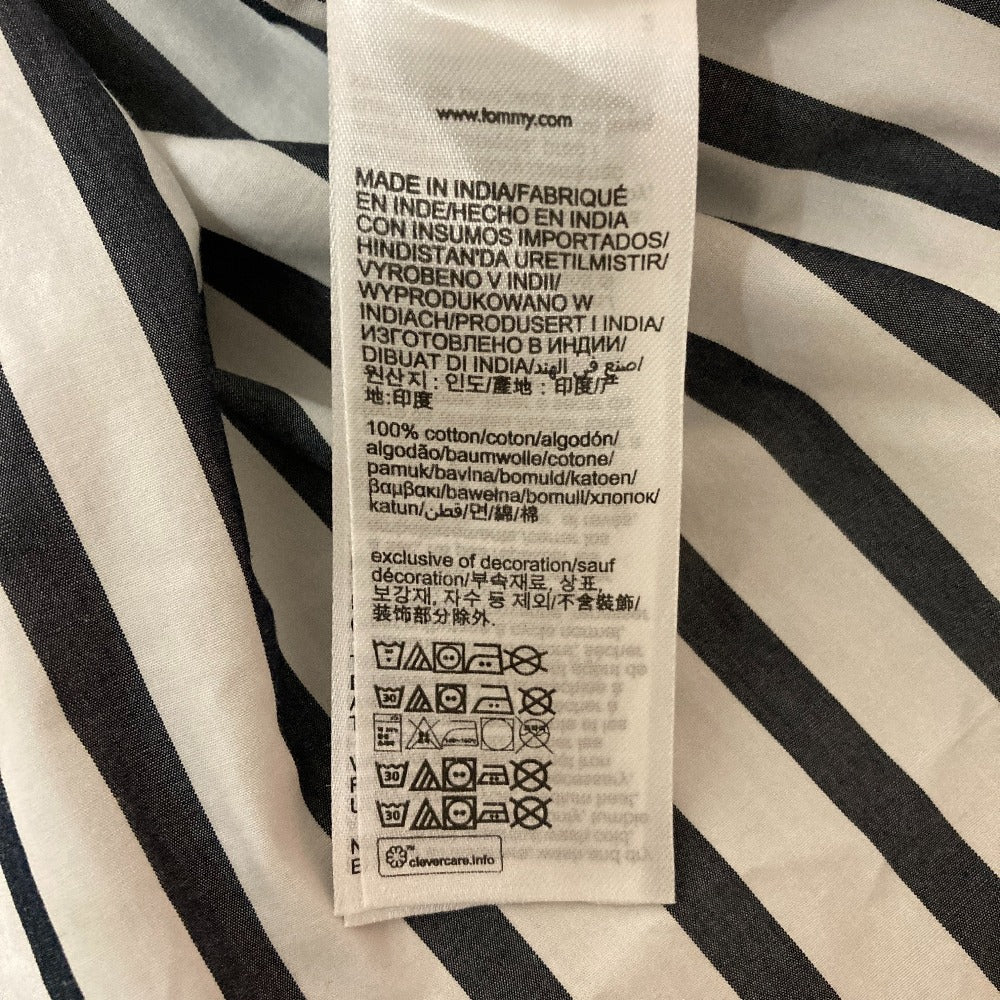 www.tommy.com
MADE IN INDIA/FABRIQUÉ
EN INDE/HECHO EN INDIA
CON INSUMOS IMPORTADOS/
HINDISTAN'DA URETILMISTIR/
VYROBENO V INDII/
WYPRODUKOWANO W
INDIACH/PRODUSERT I INDIA/
ИЗГОТОВЛЕНО В ИНДИИ/
DIBUAT DI INDIA/صنع في الهند/
원산지 : 인도/產地 : 印度/产
地:印度
100% cotton/coton/algodón/
algodão/baumwolle/cotone/
pamuk/bavlna/bomuld/katoen/
βαμβακι/bawełna/bomull/хлопок/
katun/قطن/면/綿/棉
exclusive of decoration/sauf
décoration/부속재료, 상표,
보강재, 자수 등 제외/不含裝飾/
装饰部分除外.
30
30
30
clevercare.info